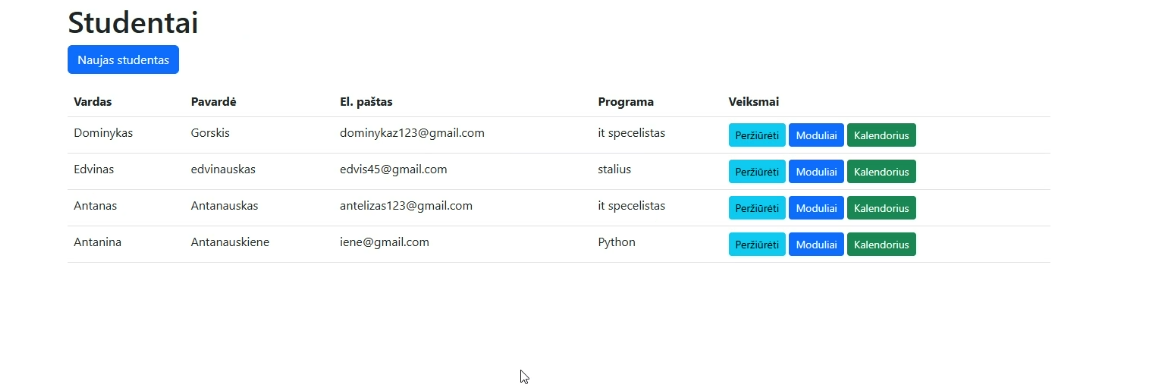 Studentai
Naujas studentas
Vardas Pavardė El. paštas Programa Veiksmai
Dominykas Gorskis dominykaz123@gmail.com it specelistas Peržiūrėti Moduliai Kalendorius
Edvinas edvinauskas edvis45@gmail.com stalius Peržiūrėti Moduliai Kalendorius
Antanas Antanauskas antelizas123@gmail.com it specelistas Peržiūrėti Moduliai Kalendorius
Antanina Antanauskiene iene@gmail.com Python Peržiūrėti Moduliai Kalendorius